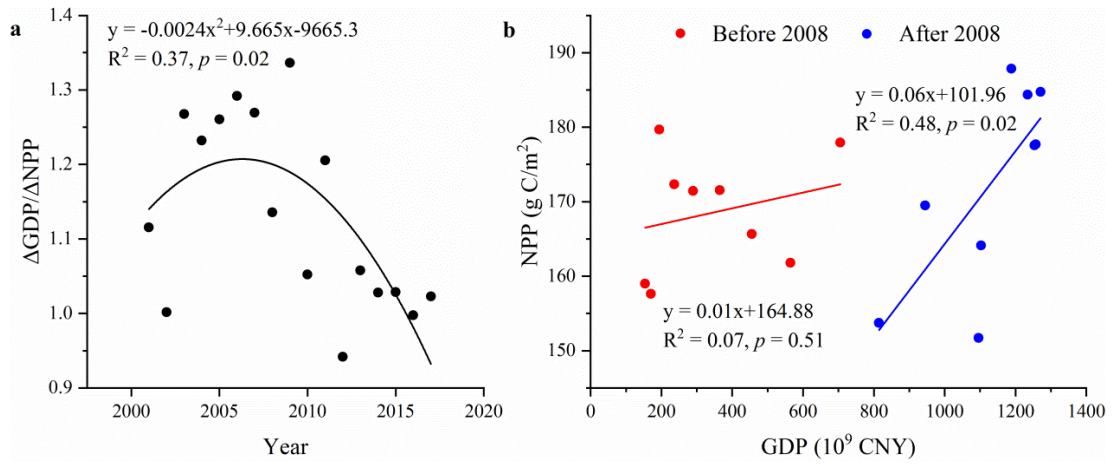 a
y = -0.0024x²+9.665x-9665.3
R² = 0.37, p = 0.02
1.4
1.3
1.2
1.1
1.0
0.9
ΔGDP/ΔNPP
2000
2005
2010
2015
2020
Year
b
Before 2008
After 2008
y = 0.06x+101.96
R² = 0.48, p = 0.02
y = 0.01x+164.88
R² = 0.07, p = 0.51
190
180
170
160
150
NPP (g C/m²)
0
200
400
600
800
1000
1200
1400
GDP (10⁹ CNY)